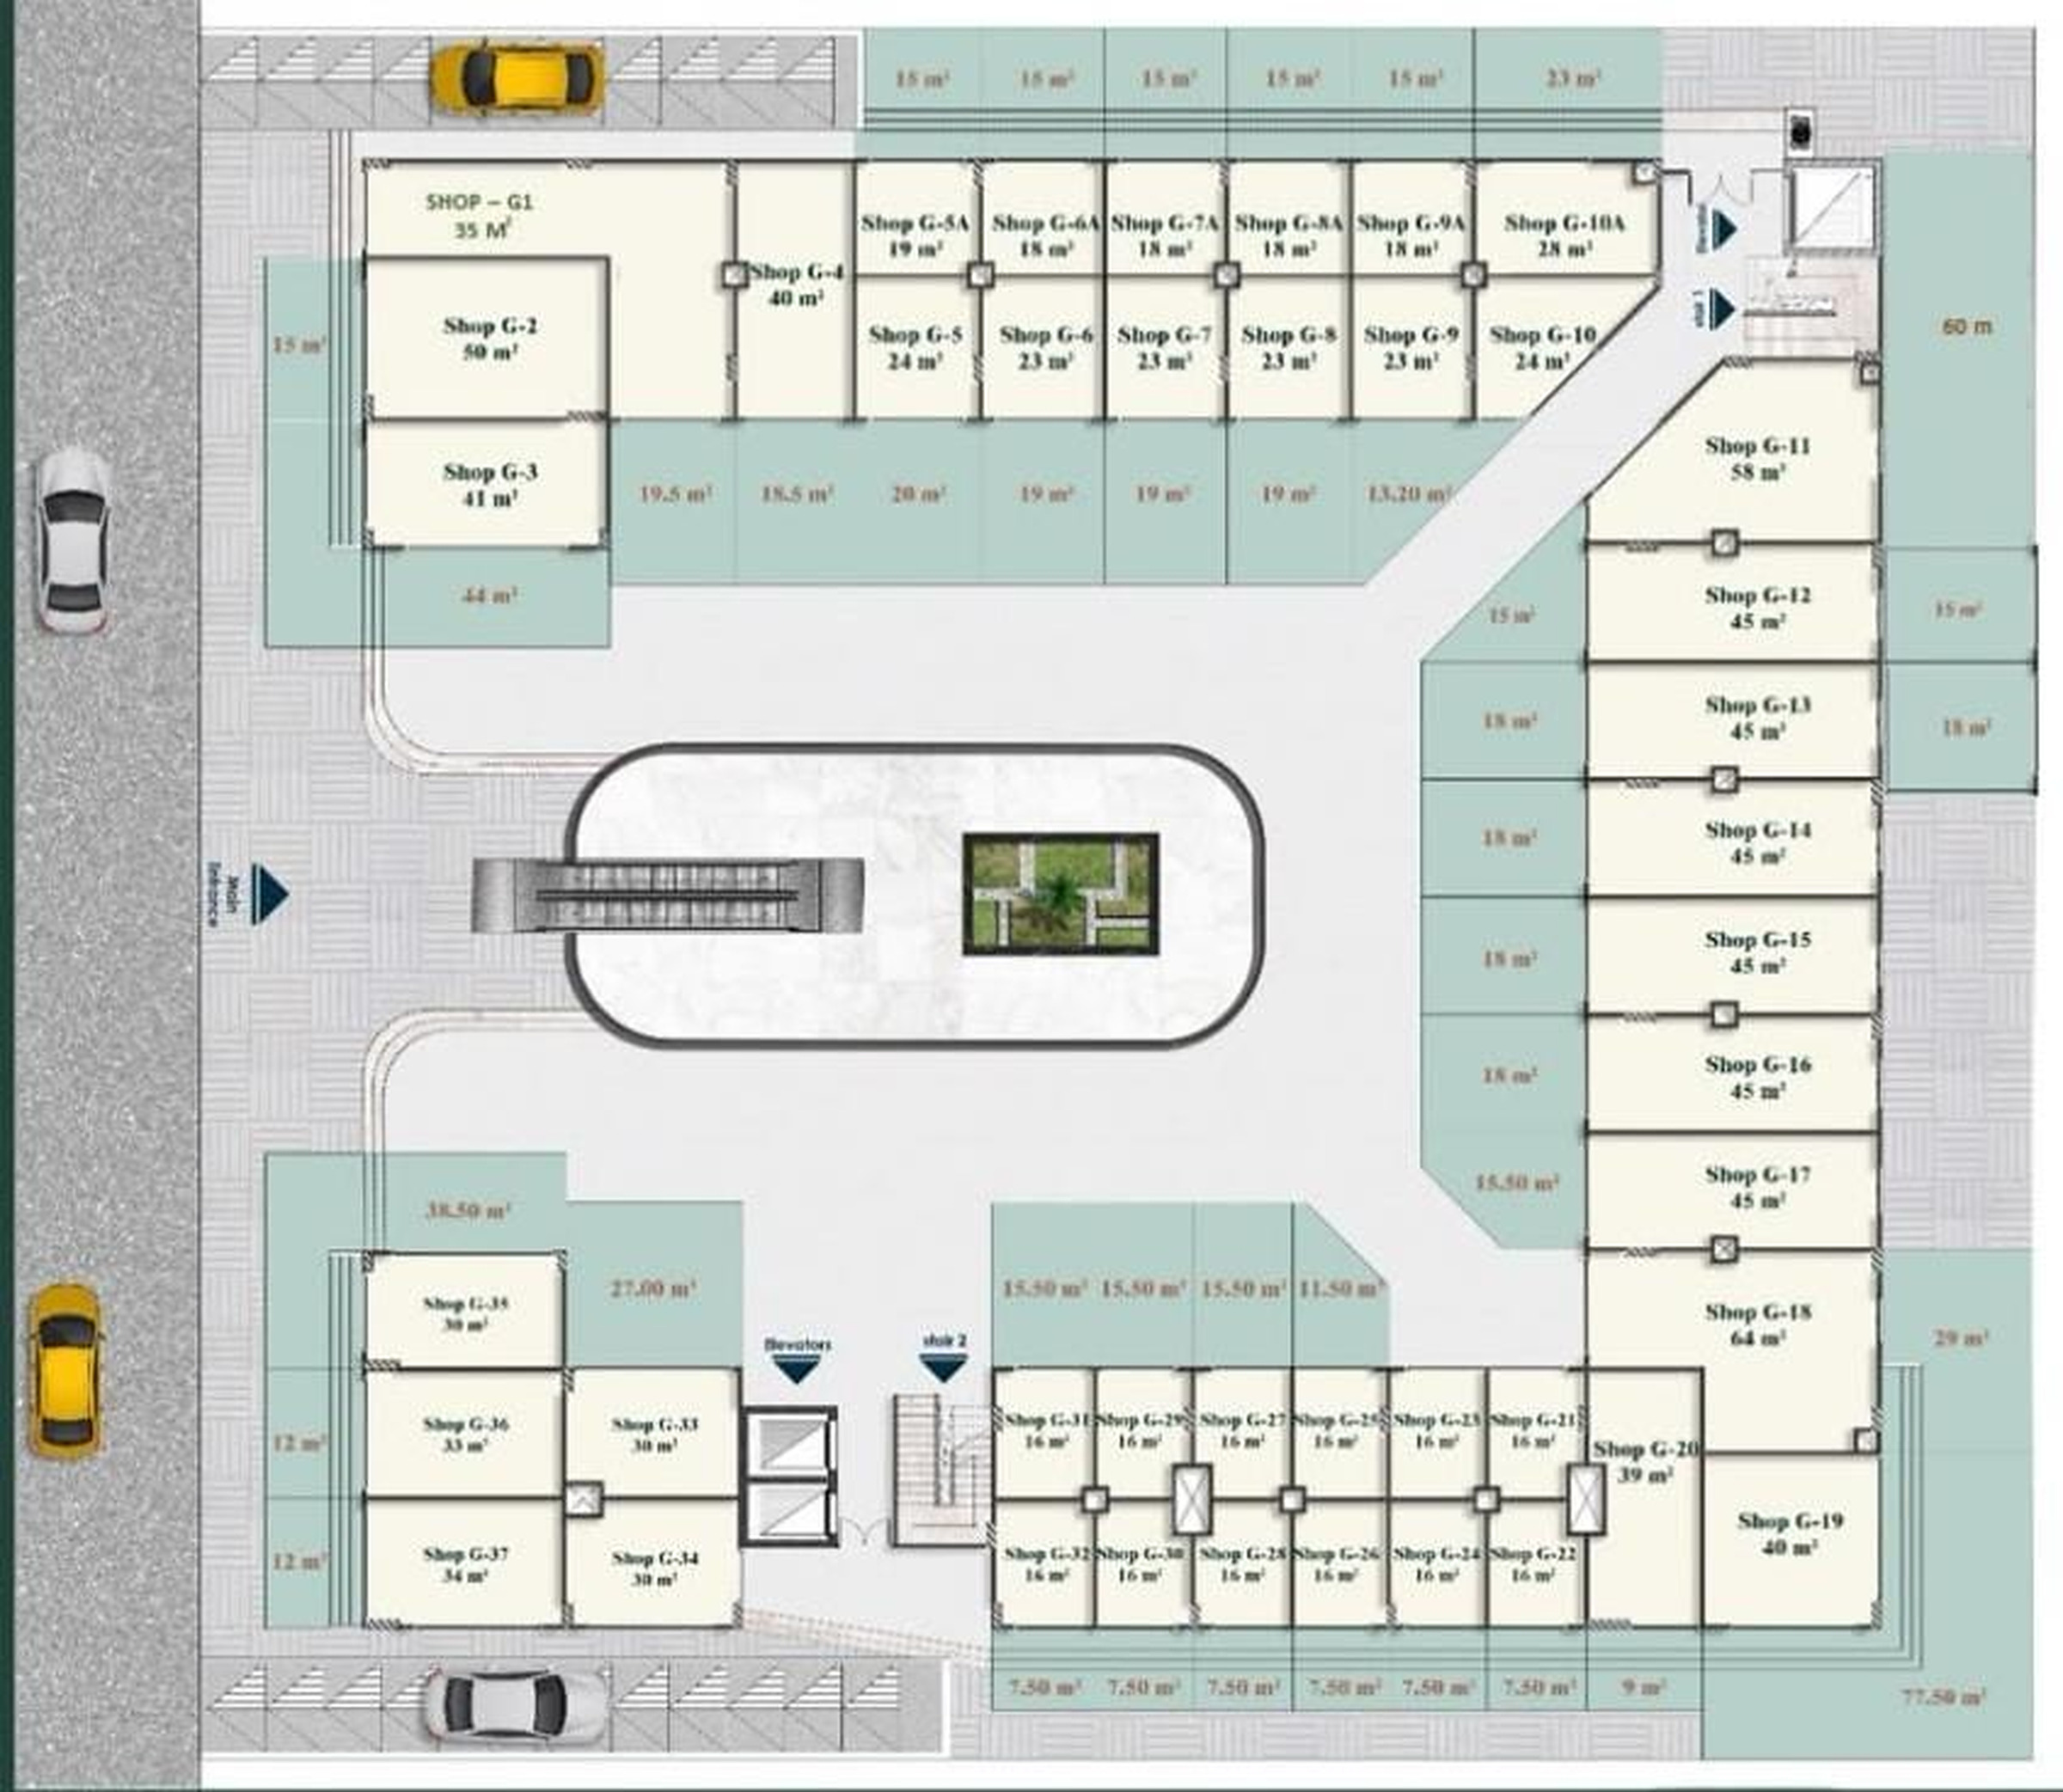 15 m²
15 m²
15 m²
15 m²
15 m²
23 m²
SHOP – G1
35 M²
Shop G-4
40 m²
Shop G-5A
19 m²
Shop G-6A
18 m²
Shop G-7A
18 m²
Shop G-8A
18 m²
Shop G-9A
18 m²
Shop G-10A
28 m²
Elevator
stair 1
Shop G-2
50 m²
15 m²
Shop G-5
24 m²
Shop G-6
23 m²
Shop G-7
23 m²
Shop G-8
23 m²
Shop G-9
23 m²
Shop G-10
24 m²
60 m
Shop G-3
41 m²
19.5 m²
18.5 m²
20 m²
19 m²
19 m²
19 m²
13.20 m²
Shop G-11
58 m²
44 m²
15 m²
Shop G-12
45 m²
15 m²
18 m²
Shop G-13
45 m²
18 m²
18 m²
Shop G-14
45 m²
Main
Entrance
18 m²
Shop G-15
45 m²
18 m²
Shop G-16
45 m²
15.50 m²
Shop G-17
45 m²
38.50 m²
27.00 m²
15.50 m²
15.50 m²
15.50 m²
11.50 m²
Shop G-18
64 m²
29 m²
Shop G-35
30 m²
Elevators
stair 2
12 m²
Shop G-36
33 m²
Shop G-33
30 m²
Shop G-31
16 m²
Shop G-29
16 m²
Shop G-27
16 m²
Shop G-25
16 m²
Shop G-23
16 m²
Shop G-21
16 m²
Shop G-20
39 m²
Shop G-19
40 m²
12 m²
Shop G-37
34 m²
Shop G-34
30 m²
Shop G-32
16 m²
Shop G-30
16 m²
Shop G-28
16 m²
Shop G-26
16 m²
Shop G-24
16 m²
Shop G-22
16 m²
7.50 m²
7.50 m²
7.50 m²
7.50 m²
7.50 m²
7.50 m²
9 m²
77.50 m²